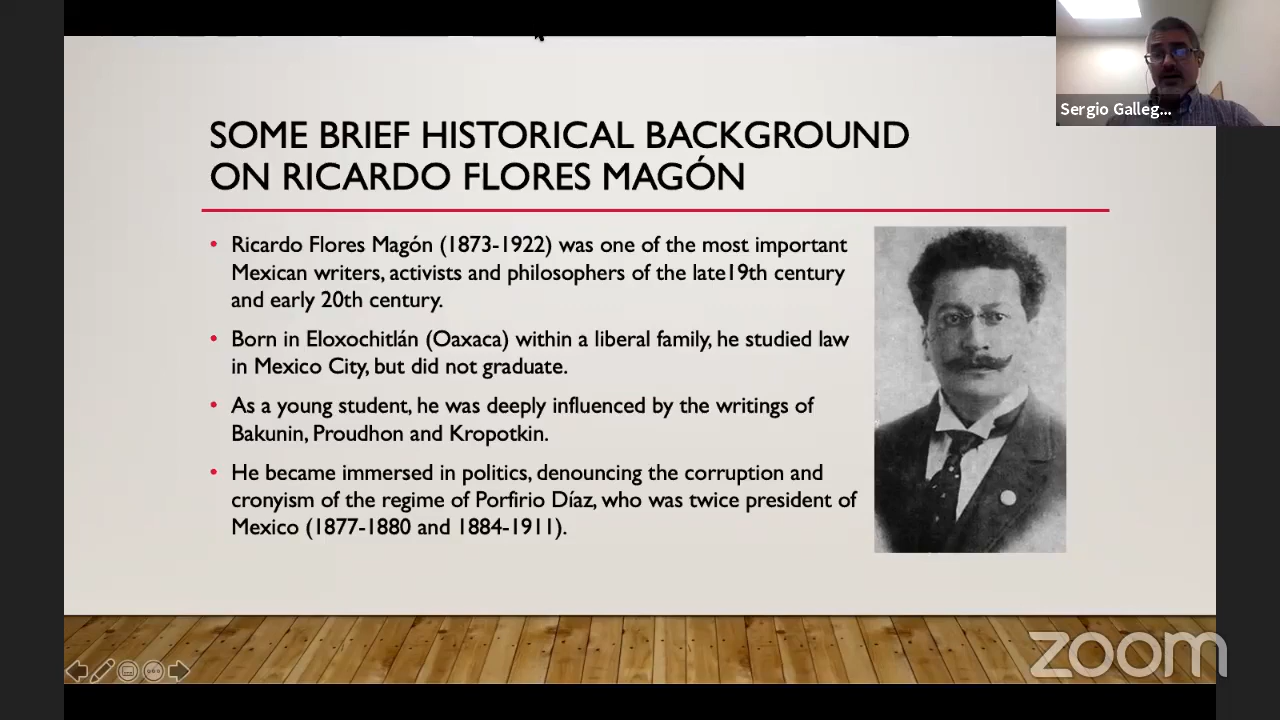 Sergio Galleg...
SOME BRIEF HISTORICAL BACKGROUND
ON RICARDO FLORES MAGÓN
• Ricardo Flores Magón (1873-1922) was one of the most important
Mexican writers, activists and philosophers of the late19th century
and early 20th century.
• Born in Eloxochitlán (Oaxaca) within a liberal family, he studied law
in Mexico City, but did not graduate.
• As a young student, he was deeply influenced by the writings of
Bakunin, Proudhon and Kropotkin.
• He became immersed in politics, denouncing the corruption and
cronyism of the regime of Porfirio Díaz, who was twice president of
Mexico (1877-1880 and 1884-1911).
zoom